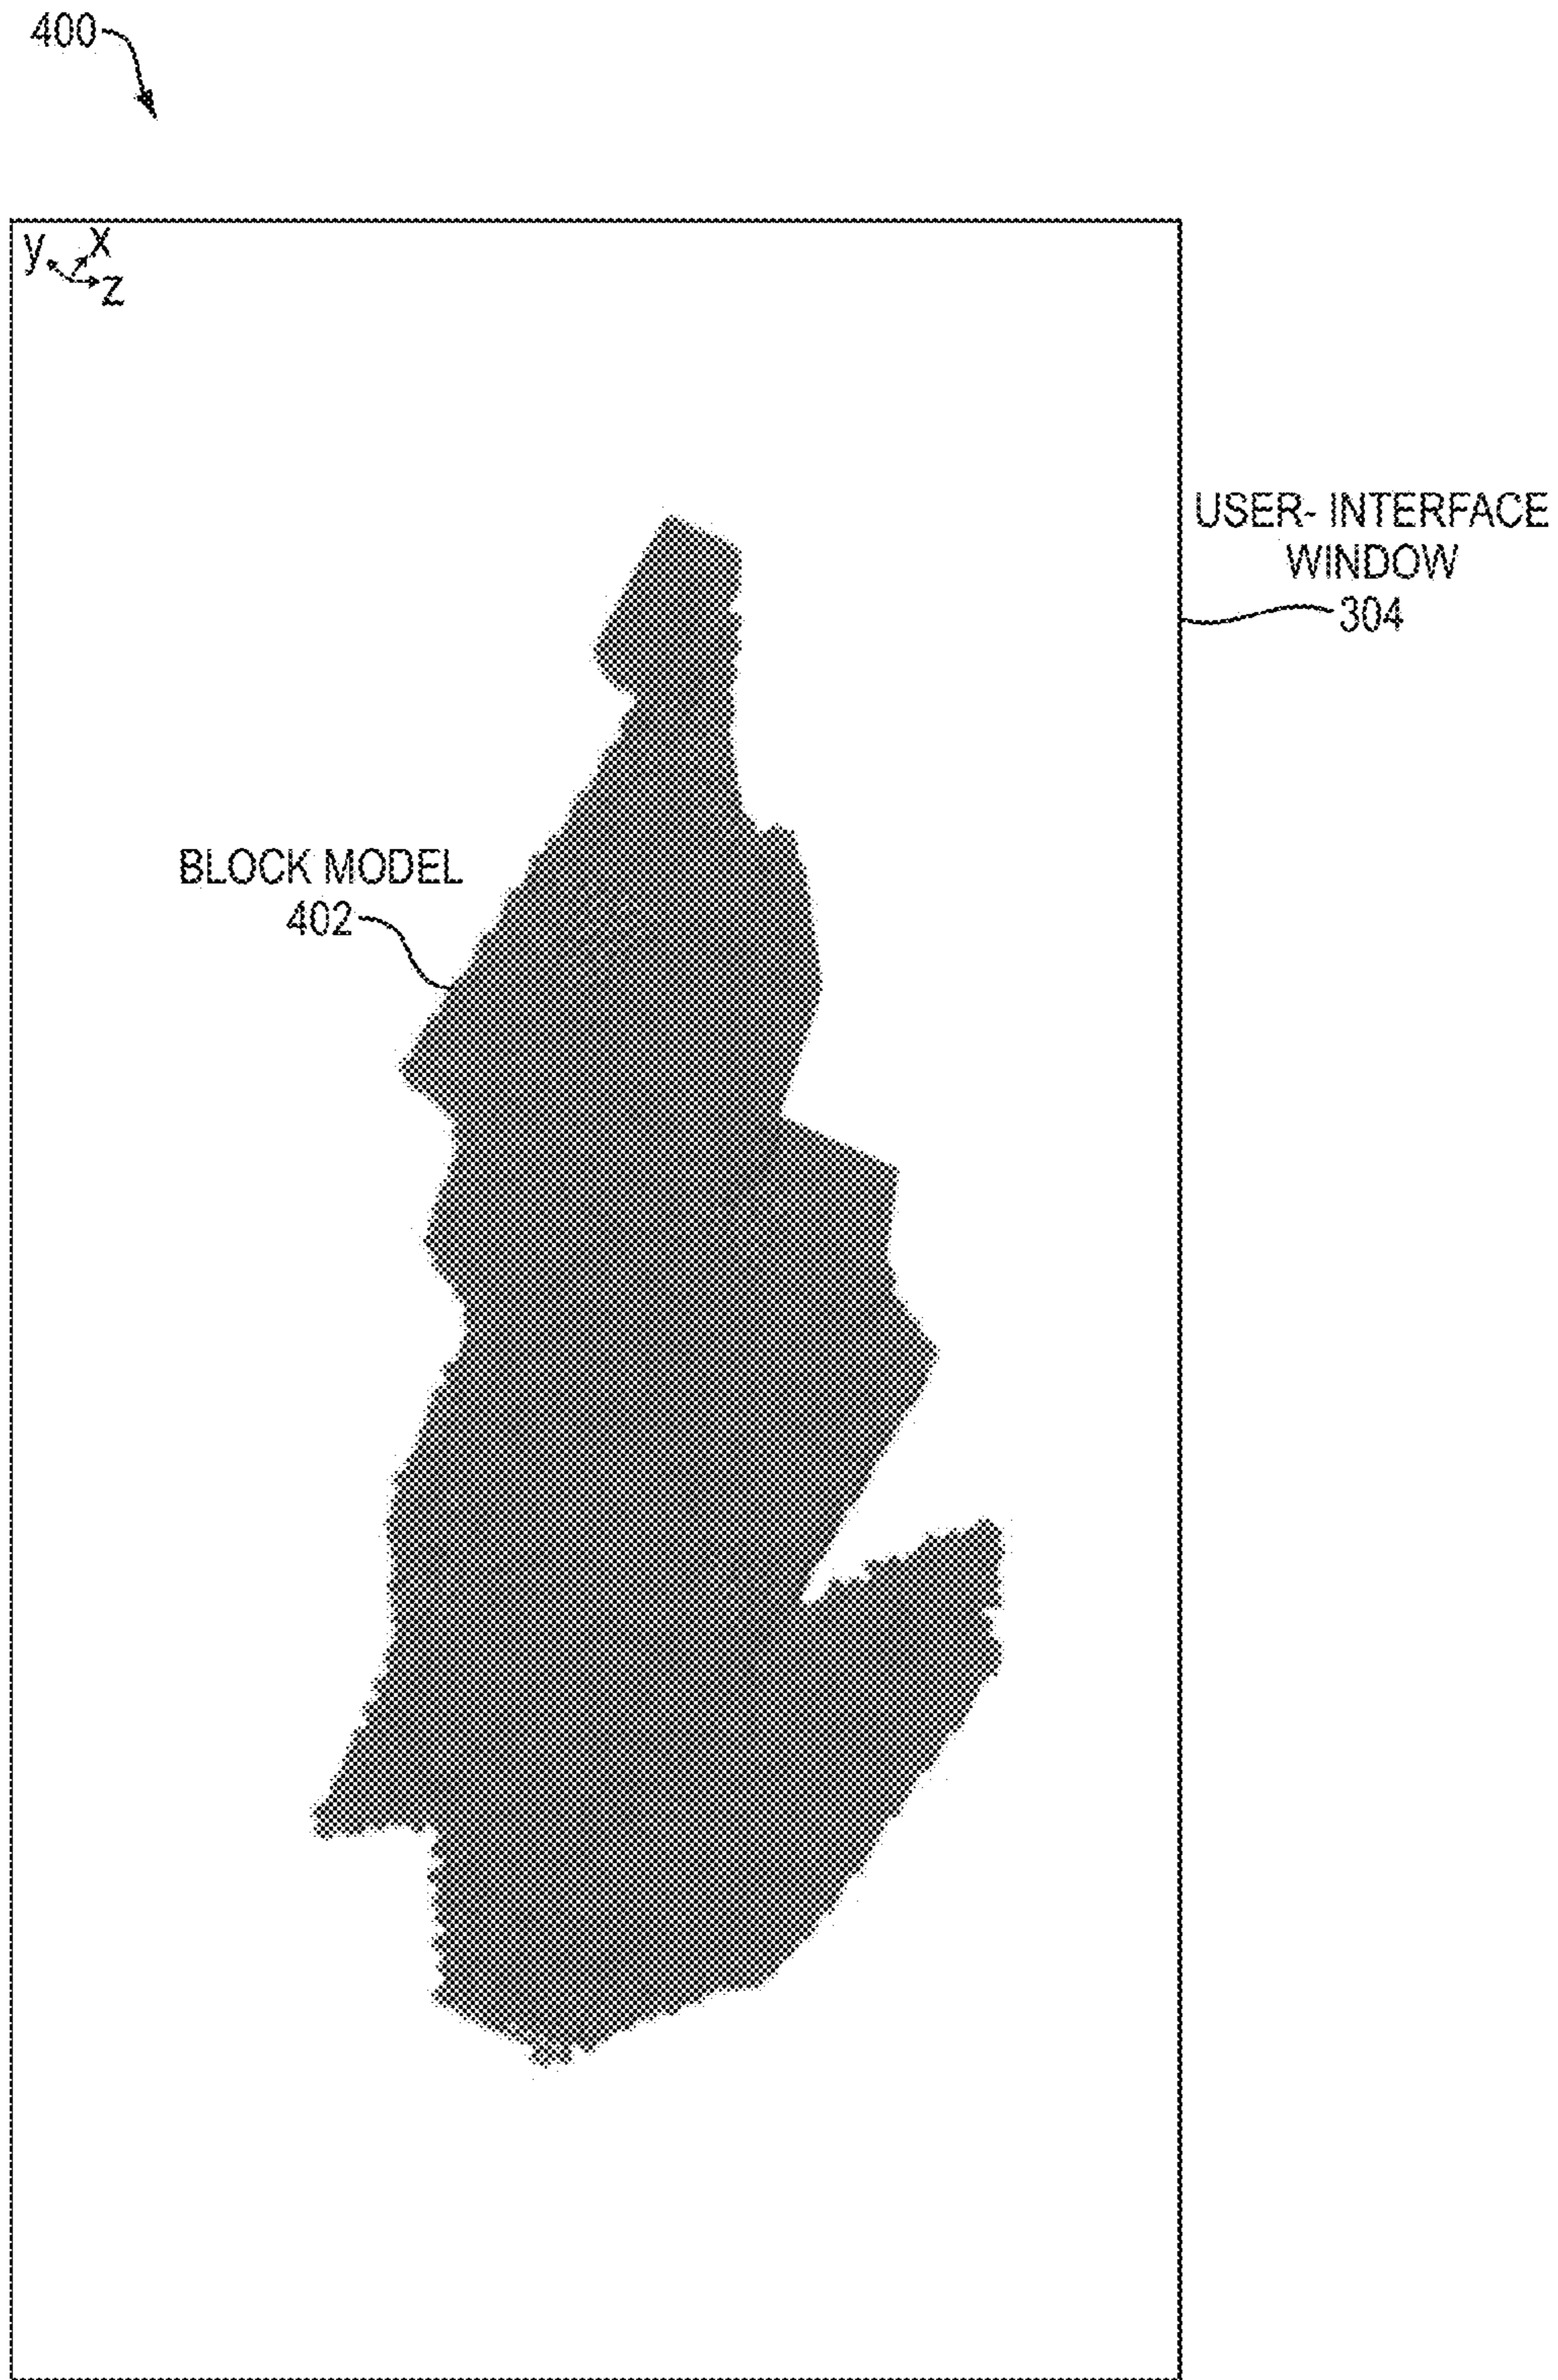 400
y x
z
USER- INTERFACE
WINDOW
304
BLOCK MODEL
402